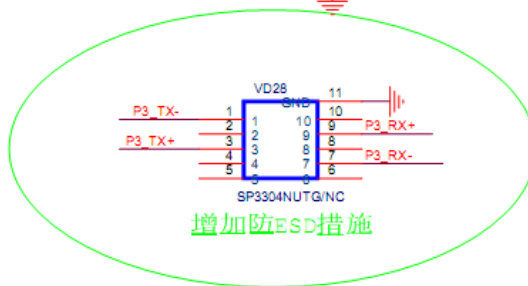 VD28
11
GND
P3_TX-
1
1
10
10
2
2
9
9
P3_RX+
P3_TX+
3
3
8
8
4
4
7
7
P3_RX-
5
5
6
6
SP3304NUTG/NC
增加防ESD措施